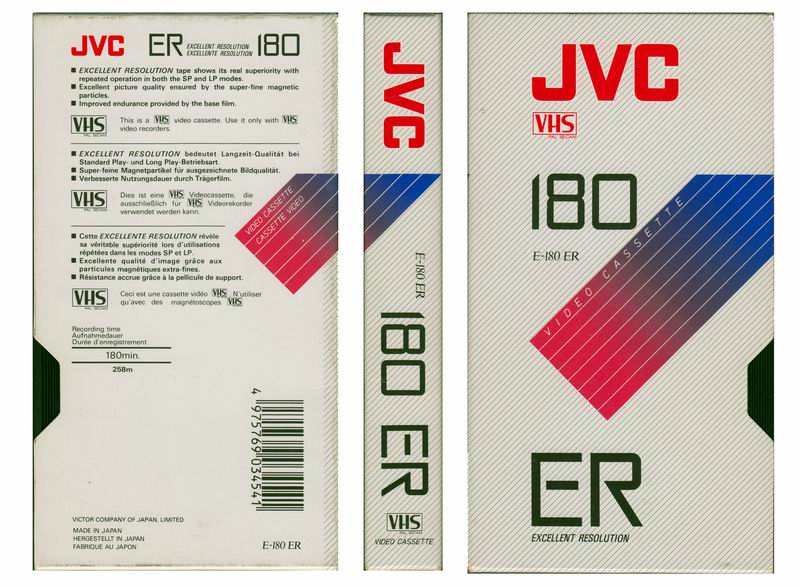 JVC ER EXCELLENT RESOLUTION 180
EXCELLENTE RESOLUTION
■ EXCELLENT RESOLUTION tape shows its real superiority with
repeated operation in both the SP and LP modes.
■ Excellent picture quality ensured by the super-fine magnetic
particles.
■ Improved endurance provided by the base film.
VHS
PAL SECAM
This is a VHS video cassette. Use it only with VHS
video recorders.
■ EXCELLENT RESOLUTION bedeutet Langzeit-Qualität bei
Standard Play- und Long Play-Betriebsart.
■ Super-feine Magnetpartikel für ausgezeichnete Bildqualität.
■ Verbesserte Nutzungsdauer durch Trägerfilm.
VHS
PAL SECAM
Dies ist eine VHS Videocassette, die
ausschließlich für VHS Videorekorder
verwendet werden kann.
■ Cette EXCELLENTE RESOLUTION révèle
sa véritable supériorité lors d'utilisations
répétées dans les modes SP et LP.
■ Excellente qualité d'image grâce aux
particules magnétiques extra-fines.
■ Résistance accrue grâce à la pellicule de support.
VHS
PAL SECAM
Ceci est une cassette vidéo VHS N'utiliser
qu'avec des magnétoscopes VHS
VIDEO CASSETTE
CASSETTE VIDEO
Recording time
Aufnahmedauer
Durée d'enregistrement
180min.
258m
4 975769 034541
VICTOR COMPANY OF JAPAN, LIMITED
MADE IN JAPAN
HERGESTELLT IN JAPAN
FABRIQUE AU JAPON
E-180 ER
JVC
E-180 ER
180 ER
VHS
PAL SECAM
VIDEO CASSETTE
JVC
VHS
PAL SECAM
180
E-180 ER
VIDEO CASSETTE
ER
EXCELLENT RESOLUTION